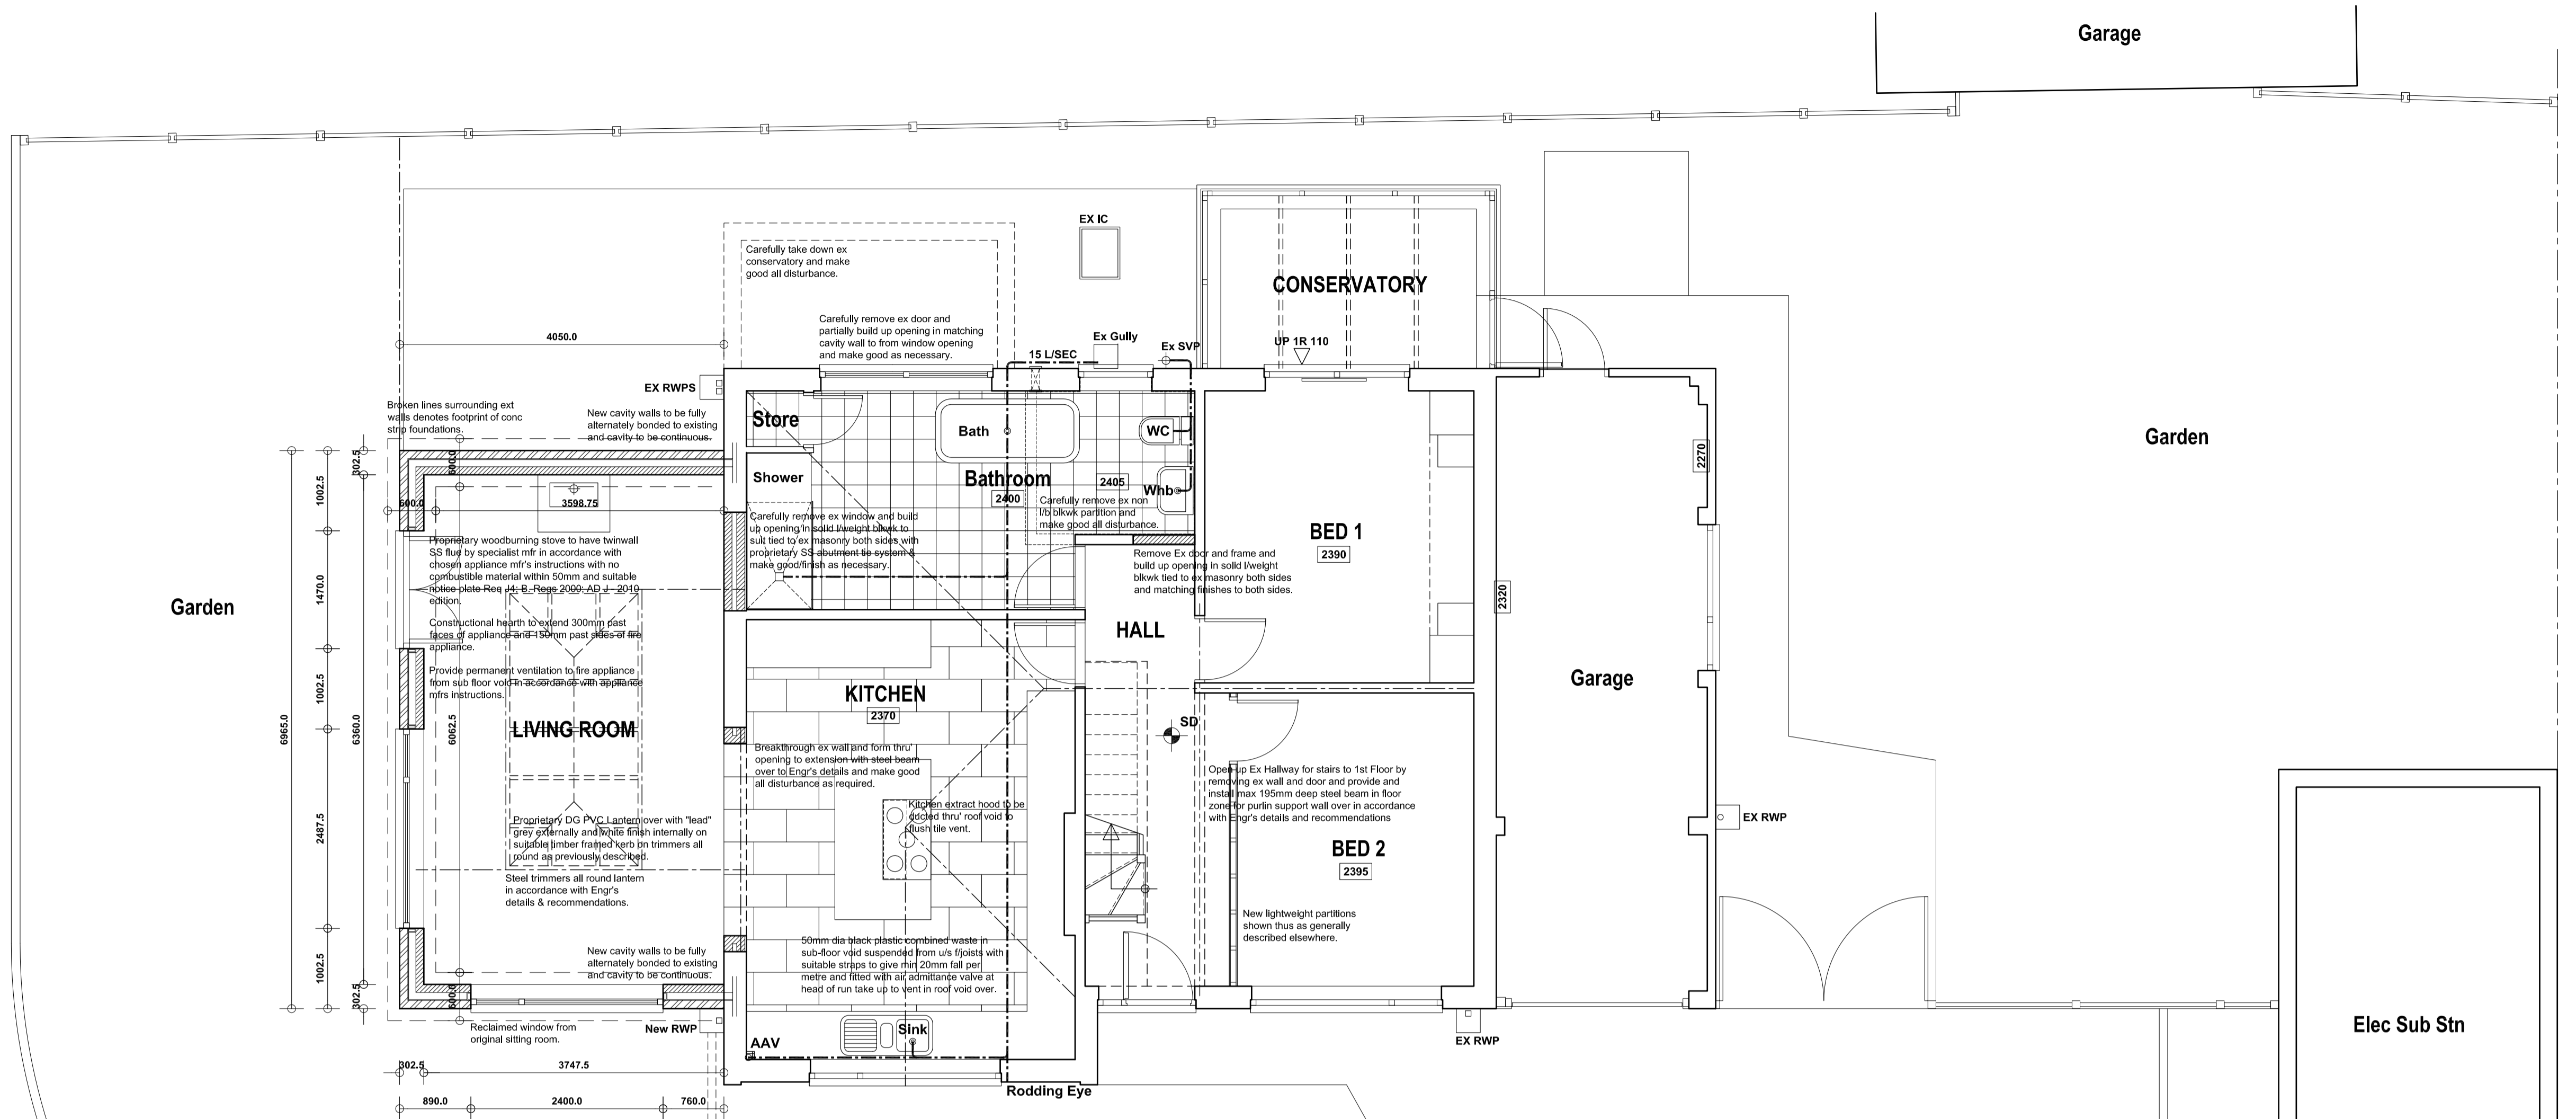 Garage
Garden
Garden
EX IC
Carefully take down ex
conservatory and make
good all disturbance.
CONSERVATORY
Carefully remove ex door and
partially build up opening in matching
cavity wall to from window opening
and make good as necessary.
4050.0
15 L/SEC
Ex Gully
Ex SVP
UP 1R 110
EX RWPS
Broken lines surrounding ext
walls denotes footprint of conc
strip foundations.
New cavity walls to be fully
alternately bonded to existing
and cavity to be continuous.
Store
Bath
WC
Shower
Bathroom
2400
2405
Whb
Carefully remove ex non
l/b blkwk partition and
make good all disturbance.
Carefully remove ex window and build
up opening in solid l/weight blkwk to
suit tied to ex masonry both sides with
proprietary SS abutment tie system &
make good/finish as necessary.
Remove Ex door and frame and
build up opening in solid l/weight
blkwk tied to ex masonry both sides
and matching finishes to both sides.
BED 1
2390
2270
2320
Garage
HALL
6965.0
1002.5
1470.0
1002.5
2487.5
1002.5
302.5
6360.0
302.5
600.0
6062.5
600.0
600.0
3598.75
Proprietary woodburning stove to have twinwall
SS flue by specialist mfr in accordance with
chosen appliance mfr's instructions with no
combustible material within 50mm and suitable
notice plate Req J4; B. Regs 2000; AD J - 2010
edition.
Constructional hearth to extend 300mm past
faces of appliance and 150mm past sides of fire
appliance.
Provide permanent ventilation to fire appliance
from sub floor void in accordance with appliance
mfrs instructions.
LIVING ROOM
Proprietary DG PVC Lantern over with "lead"
grey externally and white finish internally on
suitable timber framed kerb on trimmers all
round as previously described.
Steel trimmers all round lantern
in accordance with Engr's
details & recommendations.
New cavity walls to be fully
alternately bonded to existing
and cavity to be continuous.
Reclaimed window from
original sitting room.
New RWP
KITCHEN
2370
Breakthrough ex wall and form thru'
opening to extension with steel beam
over to Engr's details and make good
all disturbance as required.
Kitchen extract hood to be
ducted thru' roof void to
flush tile vent.
50mm dia black plastic combined waste in
sub-floor void suspended from u/s f/joists with
suitable straps to give min 20mm fall per
metre and fitted with air admittance valve at
head of run take up to vent in roof void over.
Sink
AAV
Rodding Eye
SD
Open up Ex Hallway for stairs to 1st Floor by
removing ex wall and door and provide and
install max 195mm deep steel beam in floor
zone for purlin support wall over in accordance
with Engr's details and recommendations
BED 2
2395
New lightweight partitions
shown thus as generally
described elsewhere.
EX RWP
EX RWP
Elec Sub Stn
302.5
3747.5
890.0
2400.0
760.0